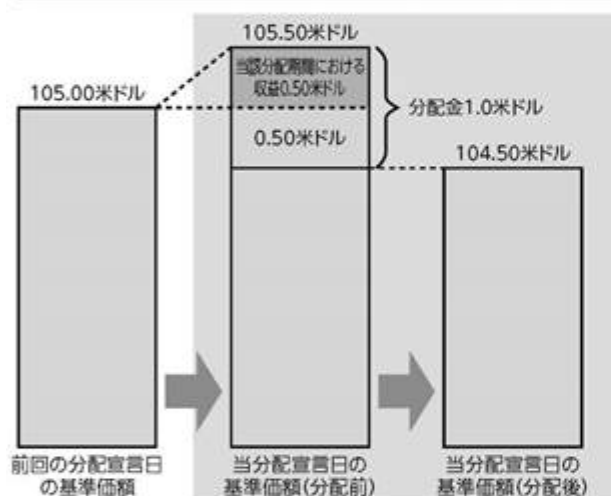 105.50米ドル
当該分配期間における
収益0.50米ドル
105.00米ドル
分配金1.0米ドル
0.50米ドル
104.50米ドル
前回の分配宣言日
の基準価額
当分配宣言日の
基準価額(分配前)
当分配宣言日の
基準価額(分配後)